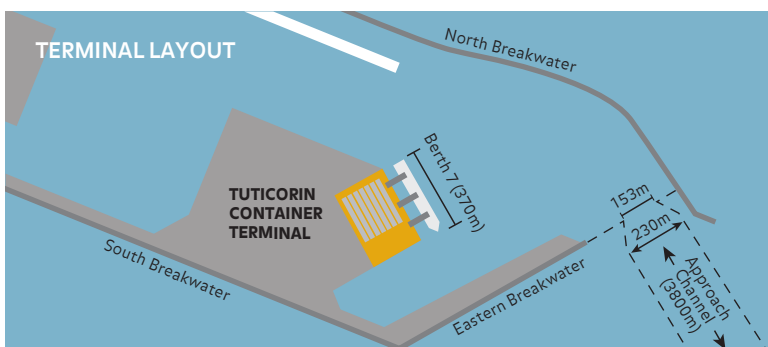 TERMINAL LAYOUT
North Breakwater
Berth 7 (370m)
TUTICORIN
CONTAINER
TERMINAL
153m
230m
South Breakwater
Eastern Breakwater
Approach
Channel
(3800m)